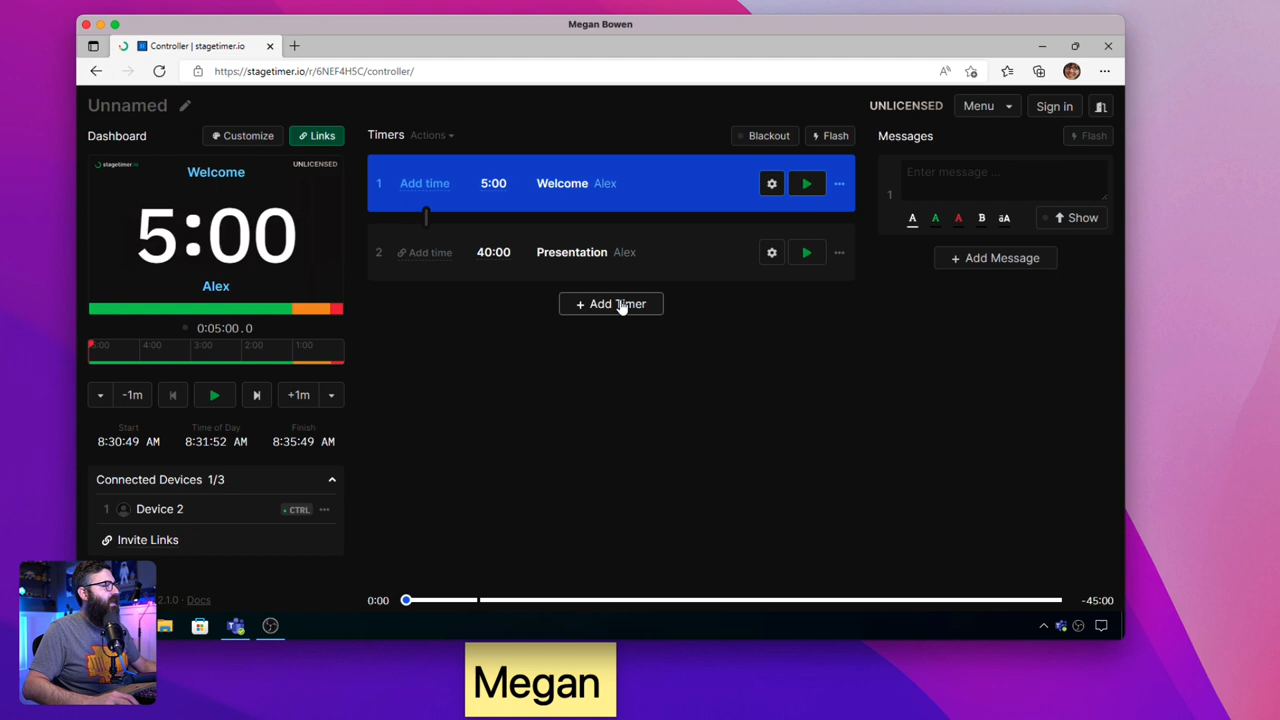 Megan Bowen
Controller | stagetimer.io
https://stagetimer.io/r/6NEF4H5C/controller/
Unnamed
UNLICENSED
Menu
Sign in
Dashboard
Customize
Links
Timers
Actions
Blackout
Flash
Messages
Flash
stagetimer.io
UNLICENSED
Welcome
5:00
Alex
0:05:00.0
4:00 3:00 2:00 1:00
-1m
+1m
Start Time of Day Finish
8:30:49 AM 8:31:52 AM 8:35:49 AM
1 Add time 5:00 Welcome Alex
2 Add time 40:00 Presentation Alex
+ Add Timer
Enter message ...
1
A A A B aA
Show
+ Add Message
Connected Devices 1/3
1 Device 2 CTRL
Invite Links
2.1.0 Docs
0:00 -45:00
Megan